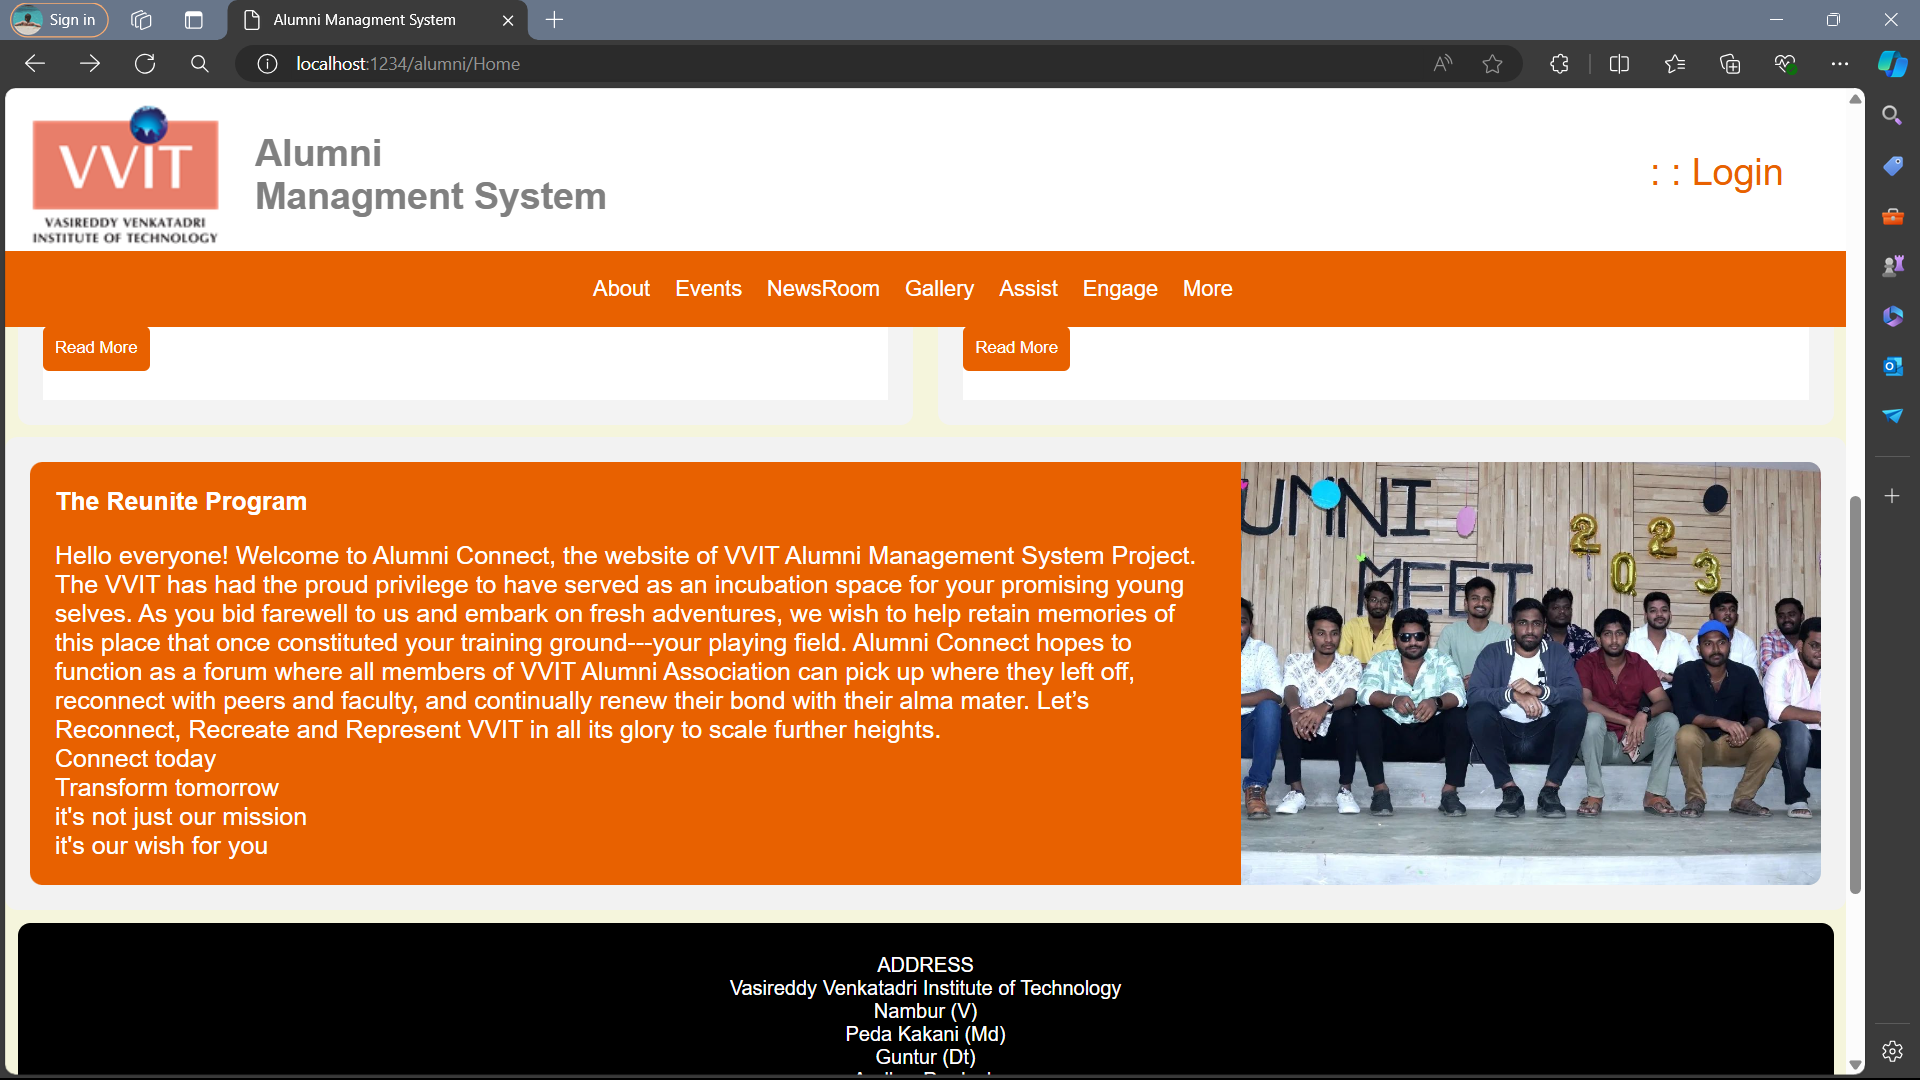 Sign in
Alumni Managment System
localhost:1234/alumni/Home
VVIT
VASIREDDY VENKATADRI
INSTITUTE OF TECHNOLOGY
Alumni
Managment System
: : Login
About Events NewsRoom Gallery Assist Engage More
Read More
Read More
The Reunite Program
Hello everyone! Welcome to Alumni Connect, the website of VVIT Alumni Management System Project.
The VVIT has had the proud privilege to have served as an incubation space for your promising young
selves. As you bid farewell to us and embark on fresh adventures, we wish to help retain memories of
this place that once constituted your training ground---your playing field. Alumni Connect hopes to
function as a forum where all members of VVIT Alumni Association can pick up where they left off,
reconnect with peers and faculty, and continually renew their bond with their alma mater. Let’s
Reconnect, Recreate and Represent VVIT in all its glory to scale further heights.
Connect today
Transform tomorrow
it's not just our mission
it's our wish for you
UMNI
MEET
2023
ADDRESS
Vasireddy Venkatadri Institute of Technology
Nambur (V)
Peda Kakani (Md)
Guntur (Dt)